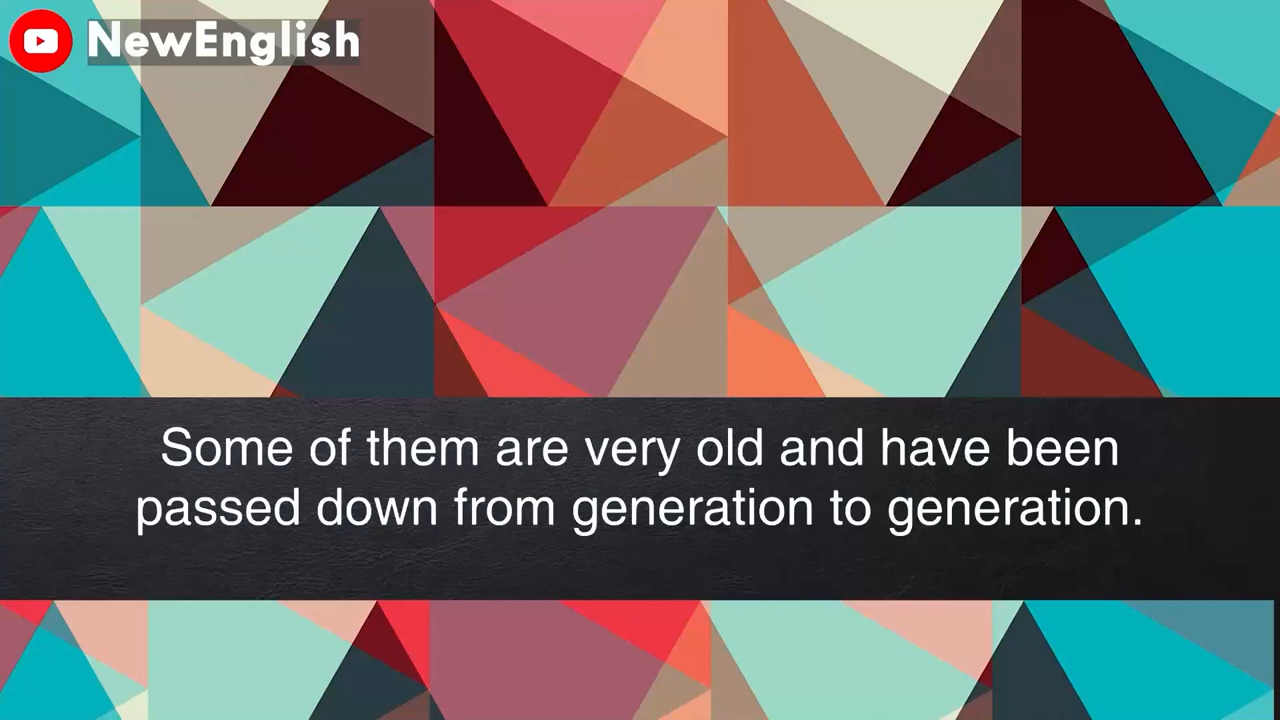 NewEnglish
Some of them are very old and have been
passed down from generation to generation.